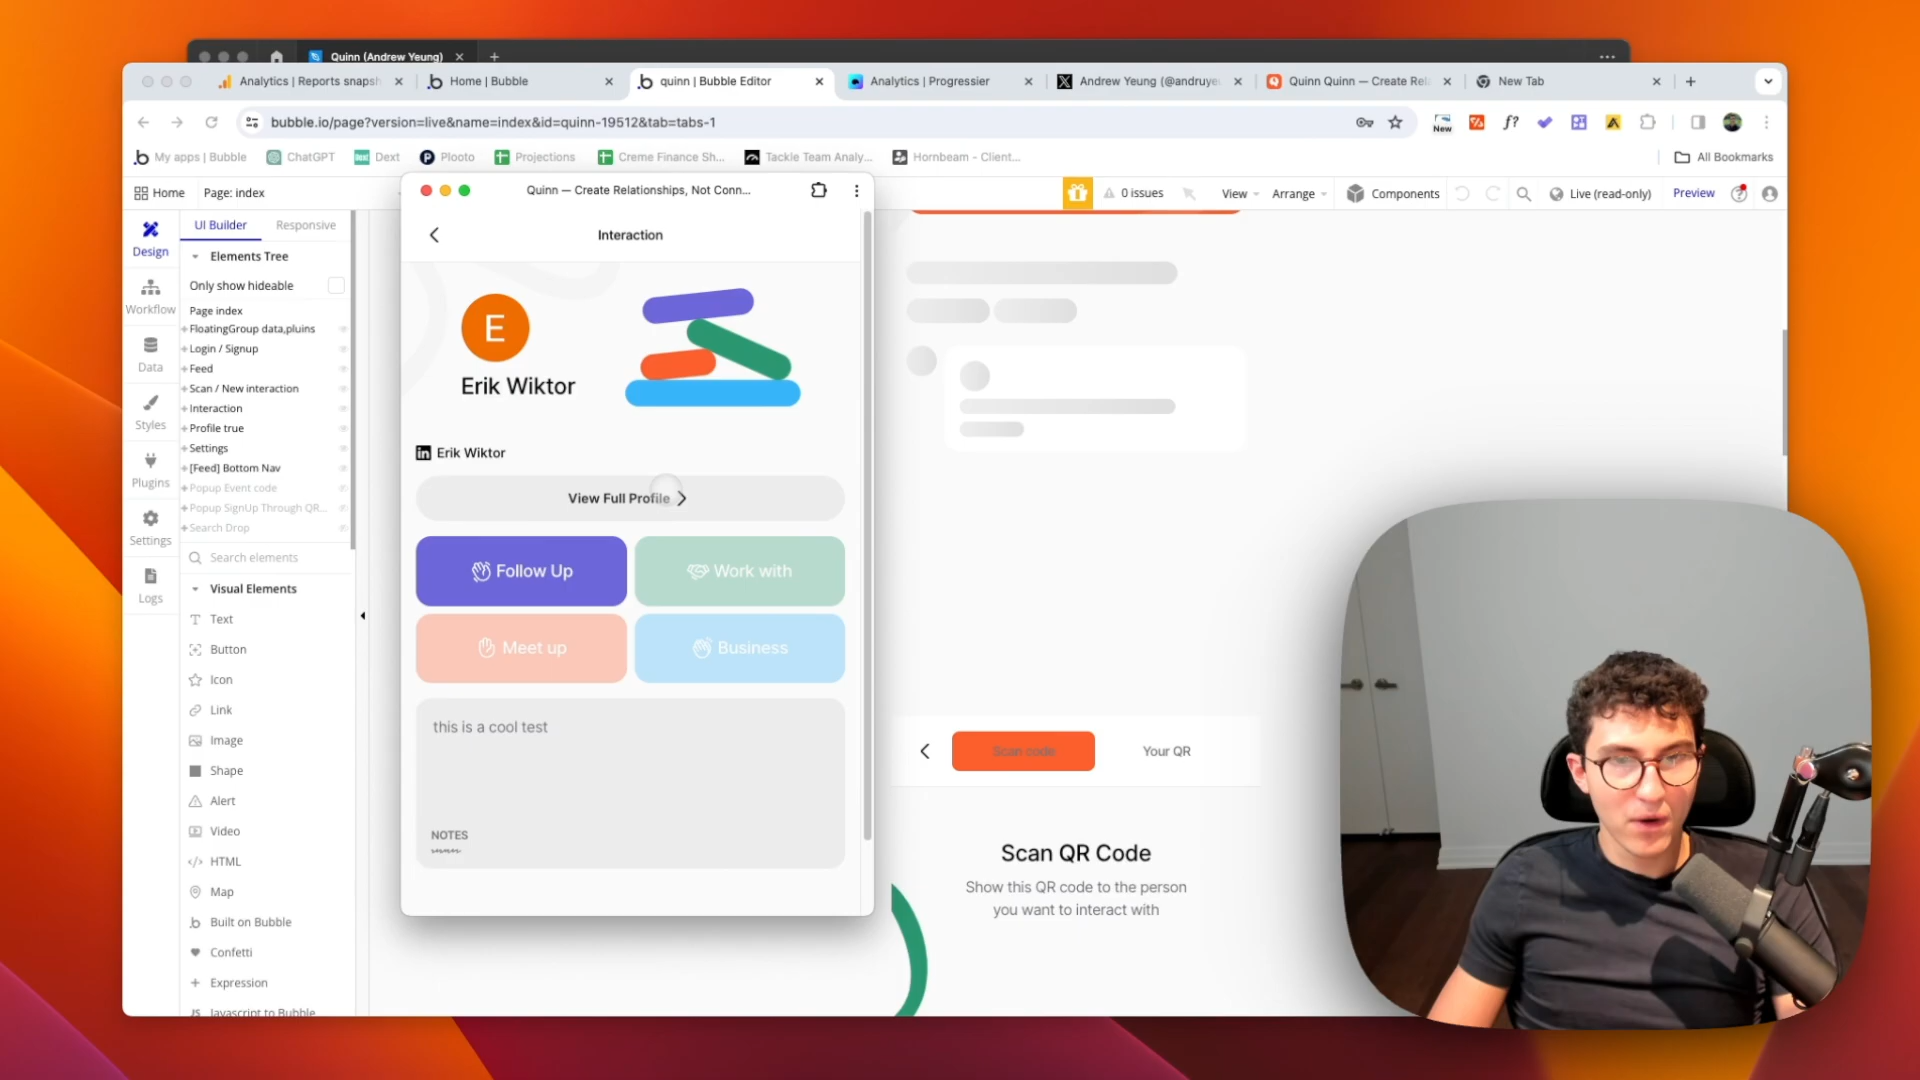 Quinn (Andrew Yeung)
Analytics | Reports snapsh
Home | Bubble
quinn | Bubble Editor
Analytics | Progressier
Andrew Yeung (@andruye
Quinn Quinn — Create Rel
New Tab
bubble.io/page?version=live&name=index&id=quinn-19512&tab=tabs-1
New
f?
My apps | Bubble
ChatGPT
Dext
Plooto
Projections
Creme Finance Sh...
Tackle Team Analy...
Hornbeam - Client...
All Bookmarks
Home
Page: index
Quinn — Create Relationships, Not Conn...
0 issues
View
Arrange
Components
Live (read-only)
Preview
Design
Workflow
Data
Styles
Plugins
Settings
Logs
UI Builder
Responsive
Elements Tree
Only show hideable
Page index
FloatingGroup data,pluins
Login / Signup
Feed
Scan / New interaction
Interaction
Profile true
Settings
[Feed] Bottom Nav
Popup Event code
Popup SignUp Through QR...
Search Drop
Search elements
Visual Elements
Text
Button
Icon
Link
Image
Shape
Alert
Video
HTML
Map
Built on Bubble
Confetti
Expression
Javascript to Bubble
Interaction
E
Erik Wiktor
in Erik Wiktor
View Full Profile
Follow Up
Work with
Meet up
Business
this is a cool test
NOTES
Scan code
Your QR
Scan QR Code
Show this QR code to the person
you want to interact with